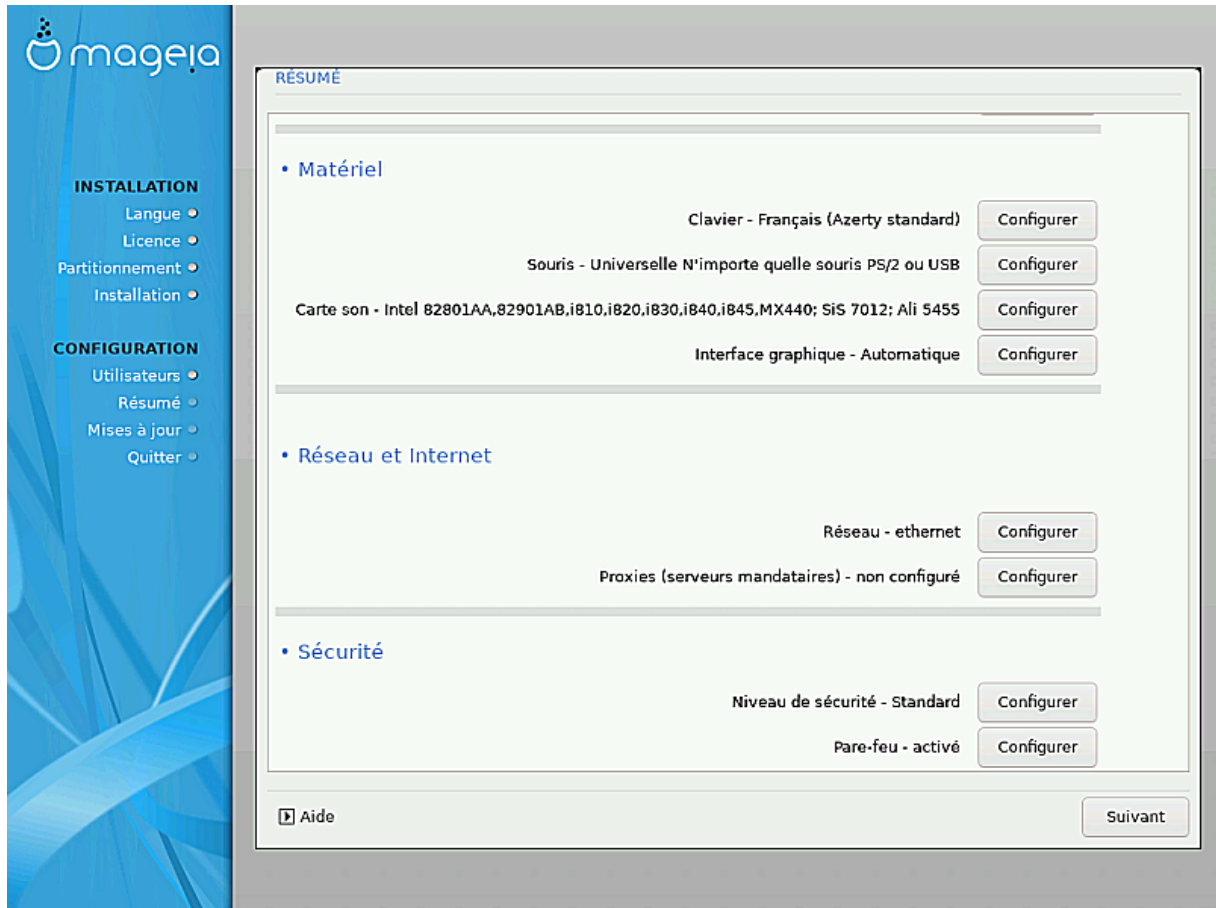 mageia
INSTALLATION
Langue
Licence
Partitionnement
Installation
CONFIGURATION
Utilisateurs
Résumé
Mises à jour
Quitter
RÉSUMÉ
• Matériel
Clavier - Français (Azerty standard) Configurer
Souris - Universelle N'importe quelle souris PS/2 ou USB Configurer
Carte son - Intel 82801AA,82901AB,i810,i820,i830,i840,i845,MX440; SiS 7012; Ali 5455 Configurer
Interface graphique - Automatique Configurer
• Réseau et Internet
Réseau - ethernet Configurer
Proxies (serveurs mandataires) - non configuré Configurer
• Sécurité
Niveau de sécurité - Standard Configurer
Pare-feu - activé Configurer
Aide
Suivant